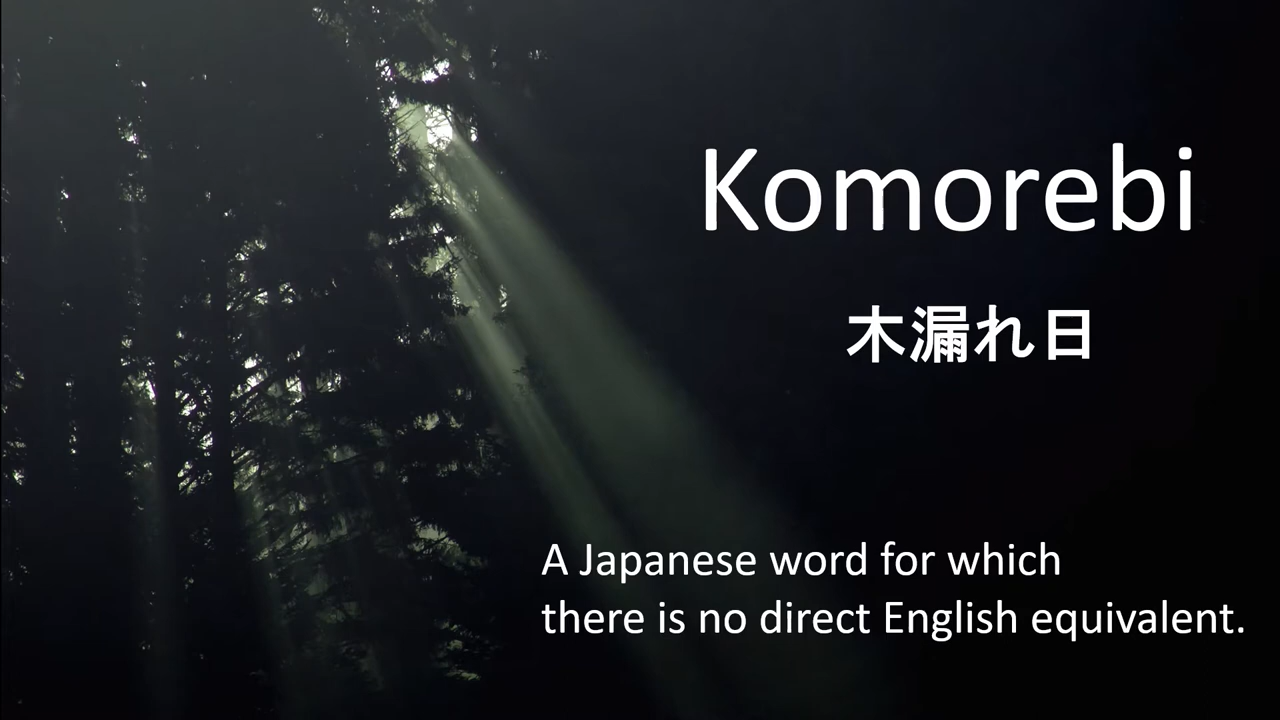 Komorebi
木漏れ日
A Japanese word for which
there is no direct English equivalent.